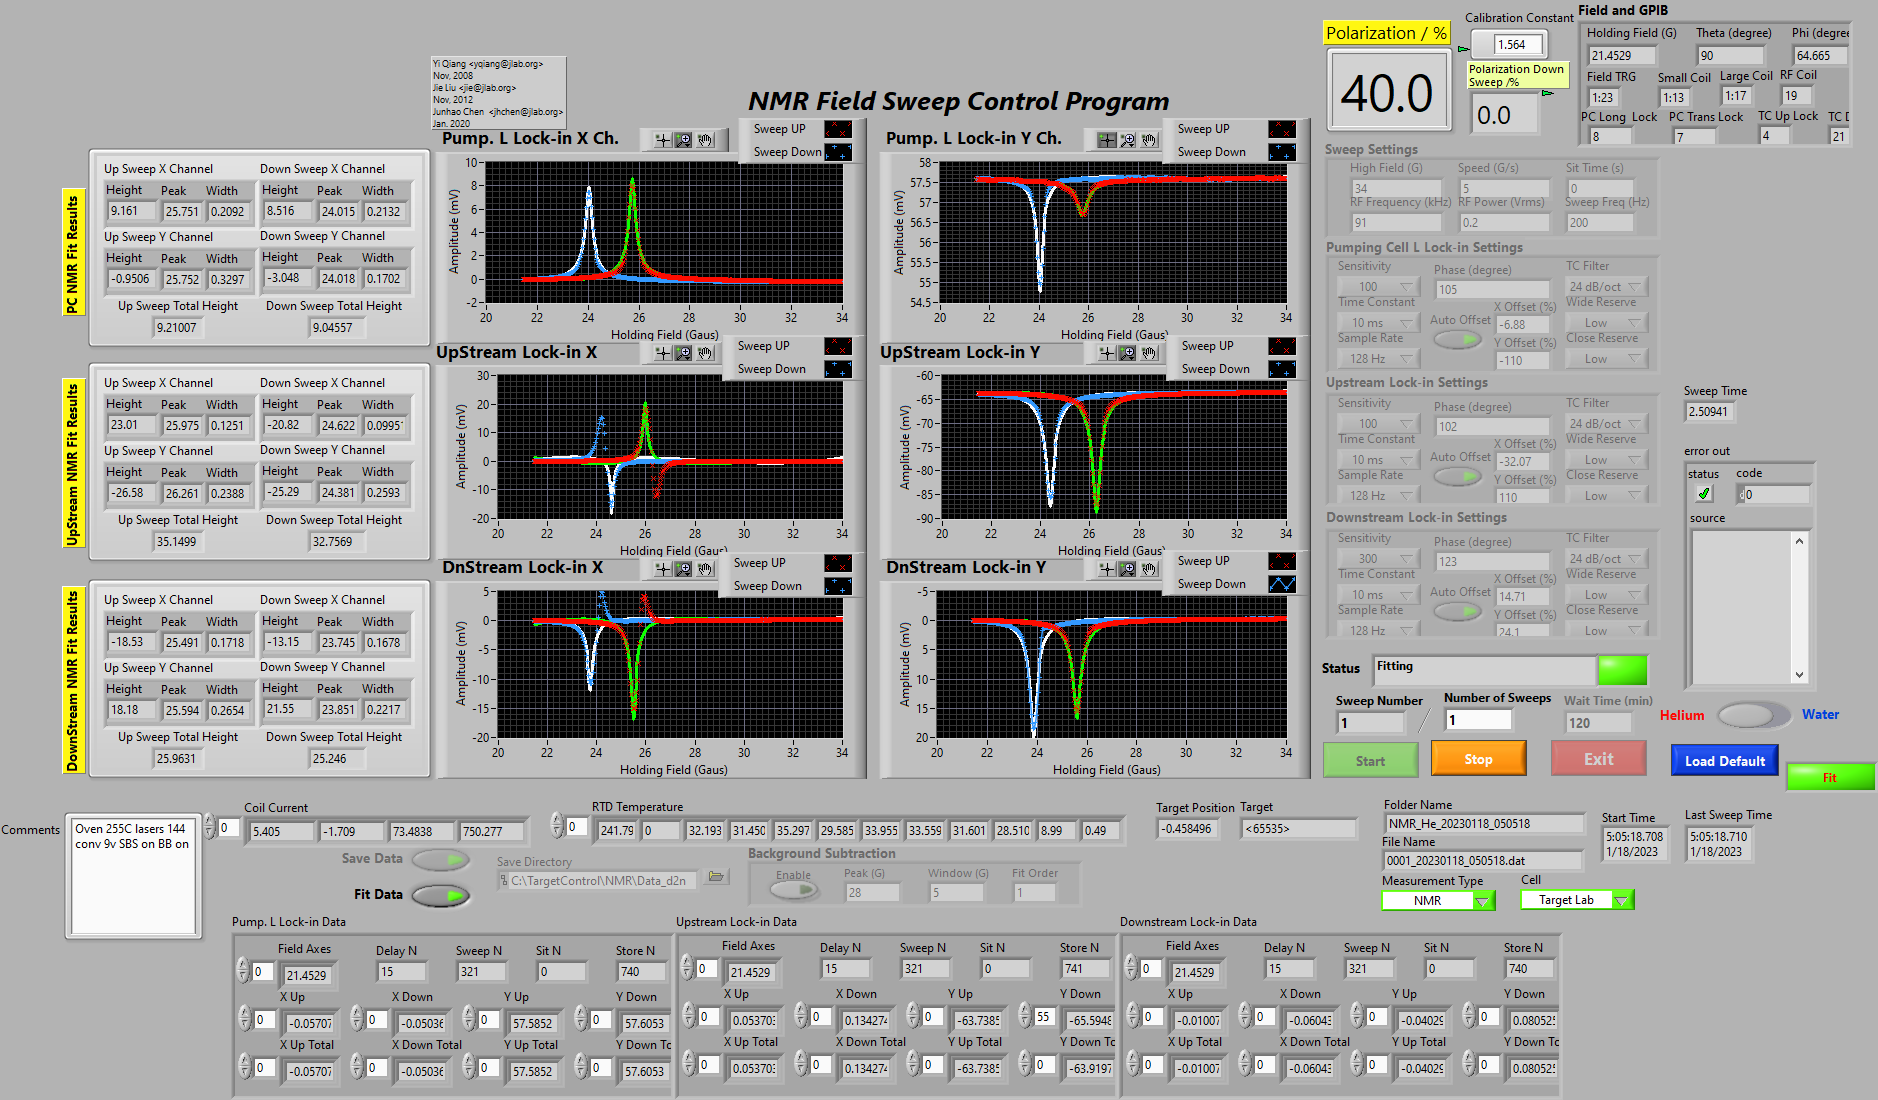 Yi Qiang <yqiang@jlab.org>
Nov, 2008
Jie Liu <jie@jlab.org>
Nov, 2012
Junhao Chen <jhchen@jlab.org>
Jan. 2020
NMR Field Sweep Control Program
Polarization / %
40.0
Calibration Constant
1.564
Polarization Down
Sweep /%
0.0
Field and GPIB
Holding Field (G) Theta (degree) Phi (degree
21.4529 90 64.665
Field TRG Small Coil Large Coil RF Coil
1:23 1:13 1:17 19
PC Long Lock PC Trans Lock TC Up Lock TC D
8 7 4 21
PC NMR Fit Results
Up Sweep X Channel Down Sweep X Channel
Height Peak Width Height Peak Width
9.161 25.751 0.2092 8.516 24.015 0.2132
Up Sweep Y Channel Down Sweep Y Channel
Height Peak Width Height Peak Width
-0.9506 25.752 0.3297 -3.048 24.018 0.1702
Up Sweep Total Height Down Sweep Total Height
9.21007 9.04557
UpStream NMR Fit Results
Up Sweep X Channel Down Sweep X Channel
Height Peak Width Height Peak Width
23.01 25.975 0.1251 -20.82 24.622 0.0995
Up Sweep Y Channel Down Sweep Y Channel
Height Peak Width Height Peak Width
-26.58 26.261 0.2388 -25.29 24.381 0.2593
Up Sweep Total Height Down Sweep Total Height
35.1499 32.7569
DownStream NMR Fit Results
Up Sweep X Channel Down Sweep X Channel
Height Peak Width Height Peak Width
-18.53 25.491 0.1718 -13.15 23.745 0.1678
Up Sweep Y Channel Down Sweep Y Channel
Height Peak Width Height Peak Width
18.18 25.594 0.2654 21.55 23.851 0.2217
Up Sweep Total Height Down Sweep Total Height
25.9631 25.246
Pump. L Lock-in X Ch.
Sweep UP
Sweep Down
Amplitude (mV)
10
8
6
4
2
0
-2
20 22 24 26 28 30 32 34
Holding Field (Gaus)
Pump. L Lock-in Y Ch.
Sweep UP
Sweep Down
Amplitude (mV)
58
57.5
57
56.5
56
55.5
55
54.5
20 22 24 26 28 30 32 34
Holding Field (Gaus)
UpStream Lock-in X
Sweep UP
Sweep Down
Amplitude (mV)
30
20
10
0
-10
-20
20 22 24 26 28 30 32 34
Holding Field (Gaus)
UpStream Lock-in Y
Sweep UP
Sweep Down
Amplitude (mV)
-60
-65
-70
-75
-80
-85
-90
20 22 24 26 28 30 32 34
Holding Field (Gaus)
DnStream Lock-in X
Sweep UP
Sweep Down
Amplitude (mV)
5
0
-5
-10
-15
-20
20 22 24 26 28 30 32 34
Holding Field (Gaus)
DnStream Lock-in Y
Sweep UP
Sweep Down
Amplitude (mV)
-5
0
5
10
15
20
20 22 24 26 28 30 32 34
Holding Field (Gaus)
Sweep Settings
High Field (G) Speed (G/s) Sit Time (s)
34 5 0
RF Frequency (kHz) RF Power (Vrms) Sweep Freq (Hz)
91 0.2 200
Pumping Cell L Lock-in Settings
Sensitivity Phase (degree) TC Filter
100 105 24 dB/oct
Time Constant X Offset (%) Wide Reserve
10 ms Auto Offset -6.88 Low
Sample Rate Y Offset (%) Close Reserve
128 Hz -110 Low
Upstream Lock-in Settings
Sensitivity Phase (degree) TC Filter
100 102 24 dB/oct
Time Constant X Offset (%) Wide Reserve
10 ms Auto Offset -32.07 Low
Sample Rate Y Offset (%) Close Reserve
128 Hz 110 Low
Downstream Lock-in Settings
Sensitivity Phase (degree) TC Filter
300 123 24 dB/oct
Time Constant X Offset (%) Wide Reserve
10 ms Auto Offset 14.71 Low
Sample Rate Y Offset (%) Close Reserve
128 Hz 24.1 Low
Sweep Time
2.50941
error out
status code
0
source
Status Fitting
Sweep Number Number of Sweeps Wait Time (min)
1 / 1 120
Helium Water
Start Stop Exit Load Default Fit
Comments
Oven 255C lasers 144
conv 9v SBS on BB on
Coil Current
0 5.405 -1.709 73.4838 750.277
RTD Temperature
0 241.79 0 32.193 31.450 35.297 29.585 33.955 33.559 31.601 28.510 8.99 0.49
Target Position Target
-0.458496 <65535>
Folder Name
NMR_He_20230118_050518
File Name
0001_20230118_050518.dat
Start Time
5:05:18.708
1/18/2023
Last Sweep Time
5:05:18.710
1/18/2023
Measurement Type Cell
NMR Target Lab
Save Data
Fit Data
Save Directory
C:\TargetControl\NMR\Data_d2n
Background Subtraction
Enable Peak (G) Window (G) Fit Order
28 5 1
Pump. L Lock-in Data
Field Axes Delay N Sweep N Sit N Store N
0 21.4529 15 321 0 740
X Up X Down Y Up Y Down
0 -0.05707 0 -0.05036 0 57.5852 0 57.6053
X Up Total X Down Total Y Up Total Y Down To
0 -0.05707 0 -0.05036 0 57.5852 0 57.6053
Upstream Lock-in Data
Field Axes Delay N Sweep N Sit N Store N
0 21.4529 15 321 0 741
X Up X Down Y Up Y Down
0 0.053703 0 0.134274 0 -63.7385 55 -65.5948
X Up Total X Down Total Y Up Total Y Down To
0 0.053703 0 0.134274 0 -63.7385 0 -63.9197
Downstream Lock-in Data
Field Axes Delay N Sweep N Sit N Store N
0 21.4529 15 321 0 740
X Up X Down Y Up Y Down
0 -0.01007 0 -0.06043 0 -0.04029 0 0.080525
X Up Total X Down Total Y Up Total Y Down To
0 -0.01007 0 -0.06043 0 -0.04029 0 0.080525